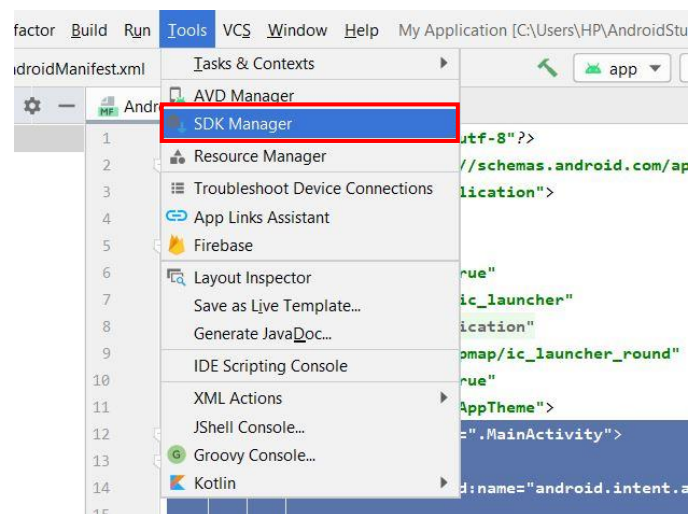 factor Build Run Tools VCS Window Help My Application [C:\Users\HP\AndroidStu
droidManifest.xml
Tasks & Contexts
app
Andr
AVD Manager
SDK Manager
1
utf-8"?>
Resource Manager
2
//schemas.android.com/ap
Troubleshoot Device Connections
3
lication">
App Links Assistant
4
Firebase
5
Layout Inspector
6
rue"
Save as Live Template...
7
ic_launcher"
Generate JavaDoc...
8
ication"
IDE Scripting Console
9
pmap/ic_launcher_round"
10
rue"
XML Actions
11
AppTheme">
JShell Console...
12
=".MainActivity">
Groovy Console...
13
Kotlin
14
d:name="android.intent.a
15